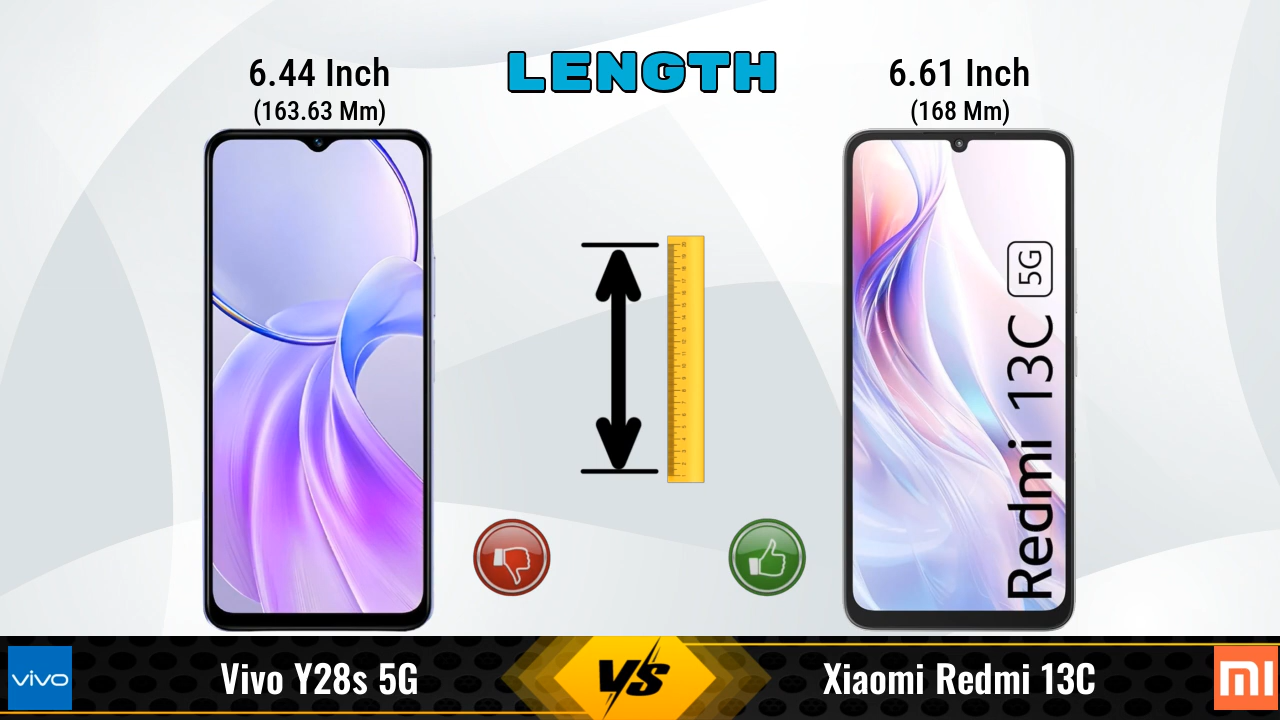 LENGTH
6.44 Inch
(163.63 Mm)
6.61 Inch
(168 Mm)
Redmi 13C 5G
vivo
Vivo Y28s 5G
VS
Xiaomi Redmi 13C
MI